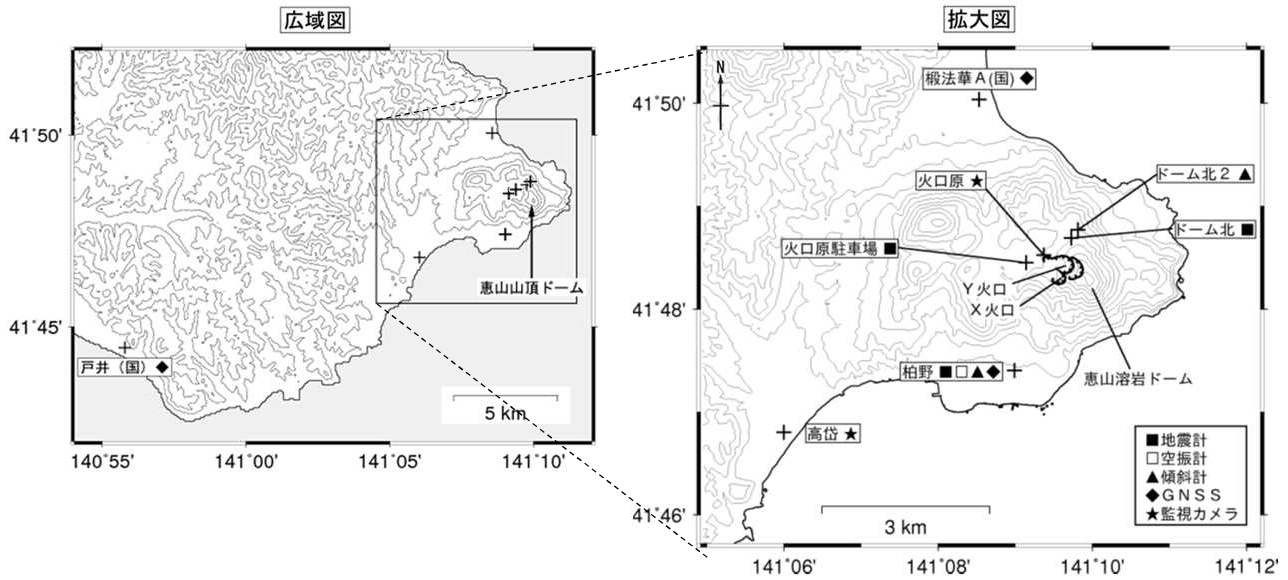 広域図
41˚50'
41˚45'
140˚55'
141˚00'
141˚05'
141˚10'
恵山山頂ドーム
戸井（国）◆
5 km
拡大図
N
41˚50'
41˚48'
41˚46'
141˚06'
141˚08'
141˚10'
141˚12'
椴法華Ａ(国) ◆
火口原 ★
ドーム北２ ▲
ドーム北 ■
火口原駐車場 ■
Ｙ火口
Ｘ火口
柏野 ■□▲◆
恵山溶岩ドーム
高岱 ★
3 km
■地震計
□空振計
▲傾斜計
◆ＧＮＳＳ
★監視カメラ